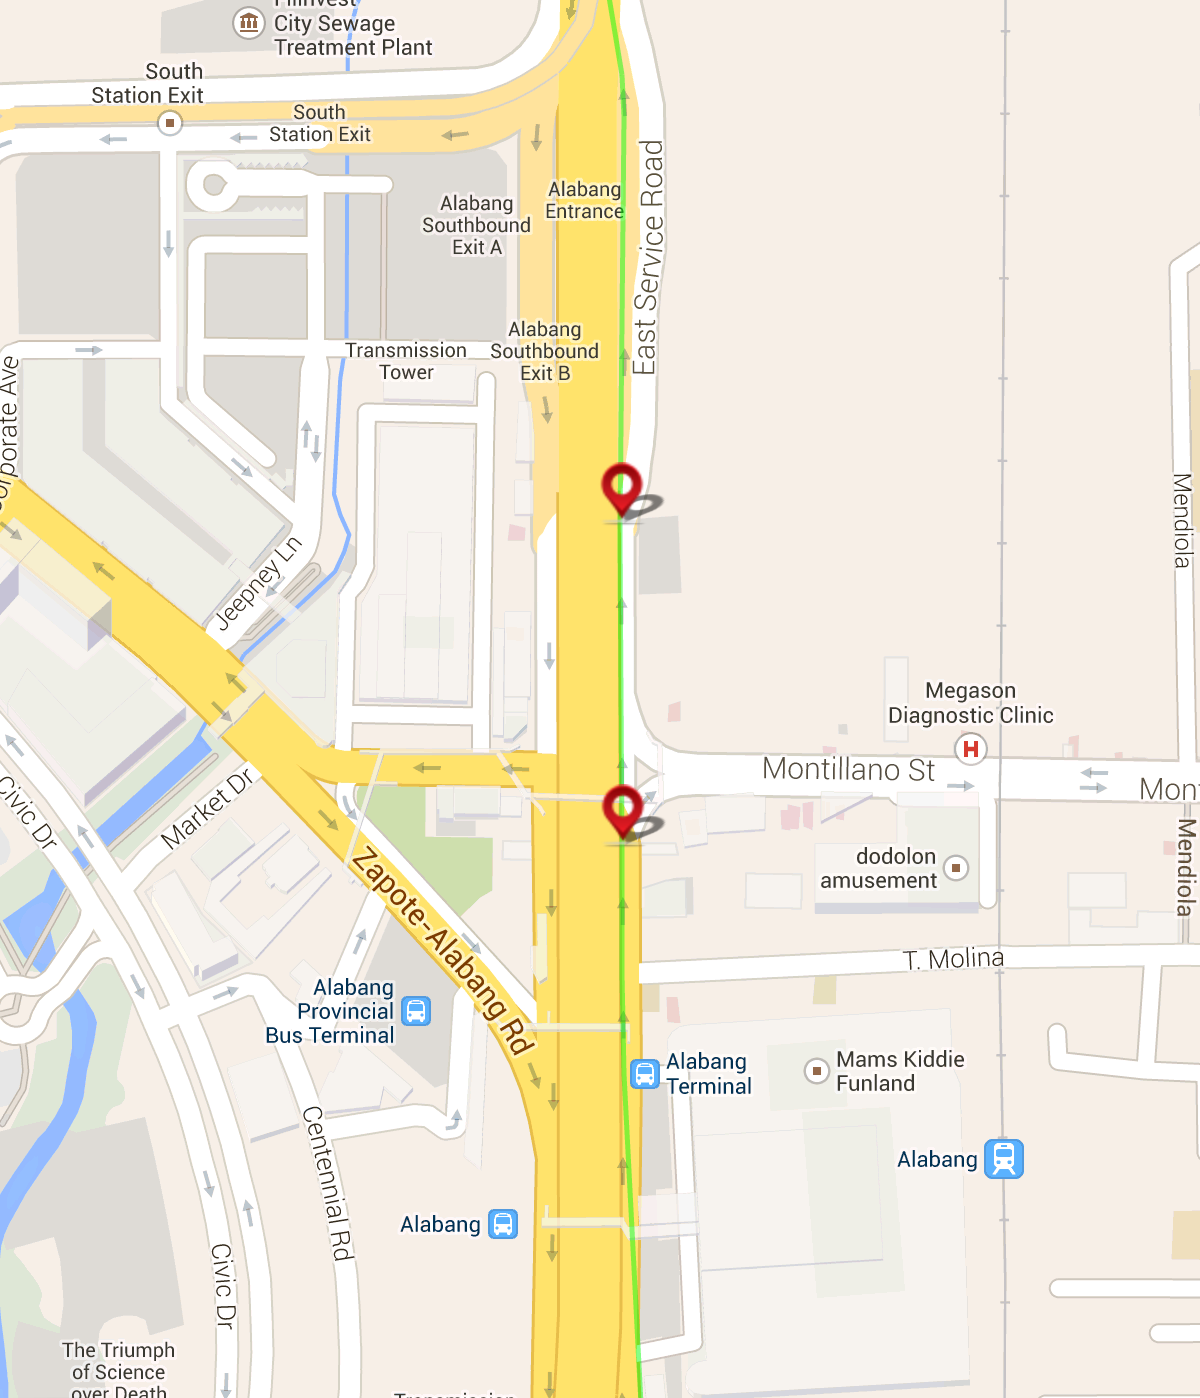 Filinvest
City Sewage
Treatment Plant
South
Station Exit
South
Station Exit
Alabang
Entrance
Alabang
Southbound
Exit A
East Service Road
Alabang
Southbound
Exit B
Transmission
Tower
Corporate Ave
Mendiola
Jeepney Ln
Megason
Diagnostic Clinic
H
Montillano St
Mont
Civic Dr
Market Dr
Mendiola
dodolon
amusement
Zapote-Alabang Rd
T. Molina
Alabang
Provincial
Bus Terminal
Alabang
Terminal
Mams Kiddie
Funland
Centennial Rd
Alabang
Alabang
Civic Dr
The Triumph
of Science
over Death
Transmission